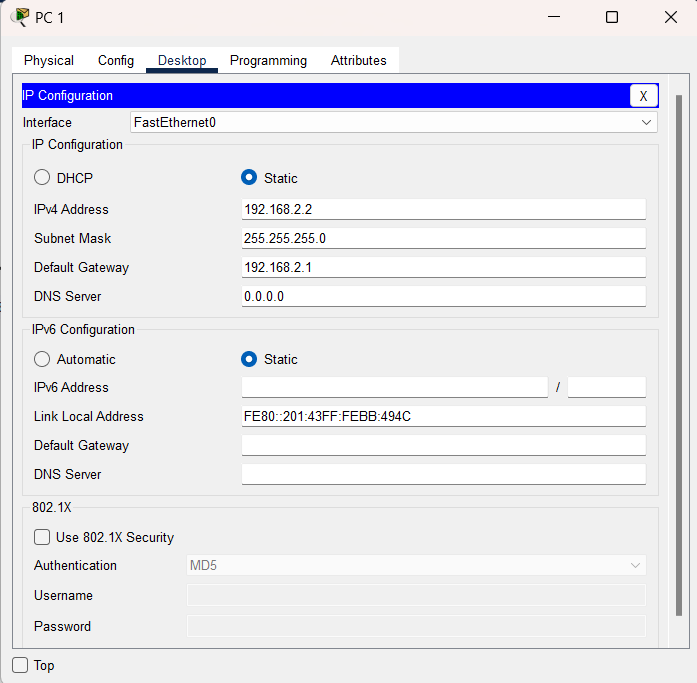 PC 1
Physical Config Desktop Programming Attributes
IP Configuration X
Interface FastEthernet0
IP Configuration
DHCP Static
IPv4 Address 192.168.2.2
Subnet Mask 255.255.255.0
Default Gateway 192.168.2.1
DNS Server 0.0.0.0
IPv6 Configuration
Automatic Static
IPv6 Address /
Link Local Address FE80::201:43FF:FEBB:494C
Default Gateway
DNS Server
802.1X
Use 802.1X Security
Authentication MD5
Username
Password
Top